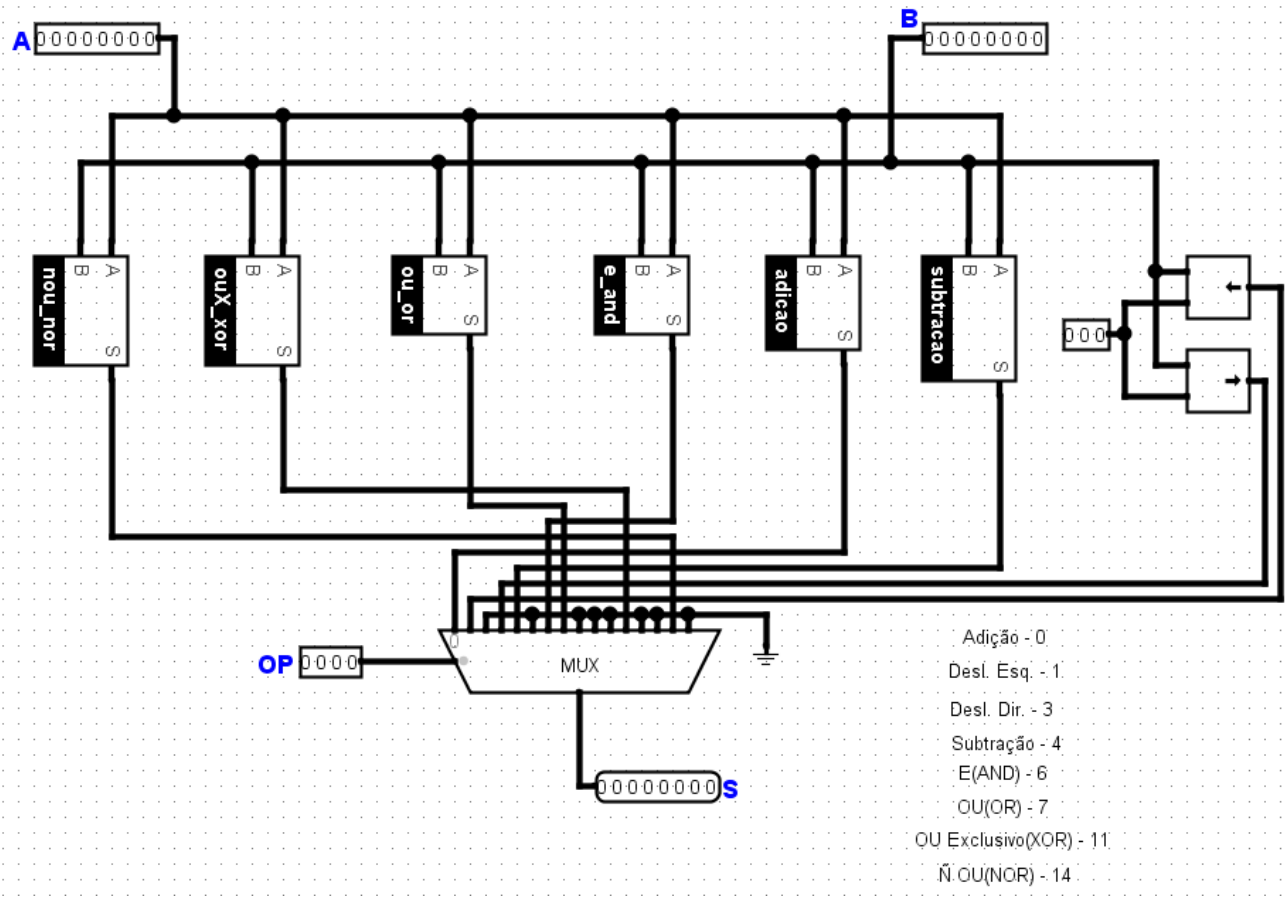 A 00000000
B 00000000
nou_nor B A S
ouX_xor B A S
ou_or B A S
e_and B A S
adicao B A S
subtracao B A S
000
0
MUX
OP 0000
00000000 S
Adição - 0
Desl. Esq. - 1
Desl. Dir. - 3
Subtração - 4
E(AND) - 6
OU(OR) - 7
OU Exclusivo(XOR) - 11
Ñ OU(NOR) - 14